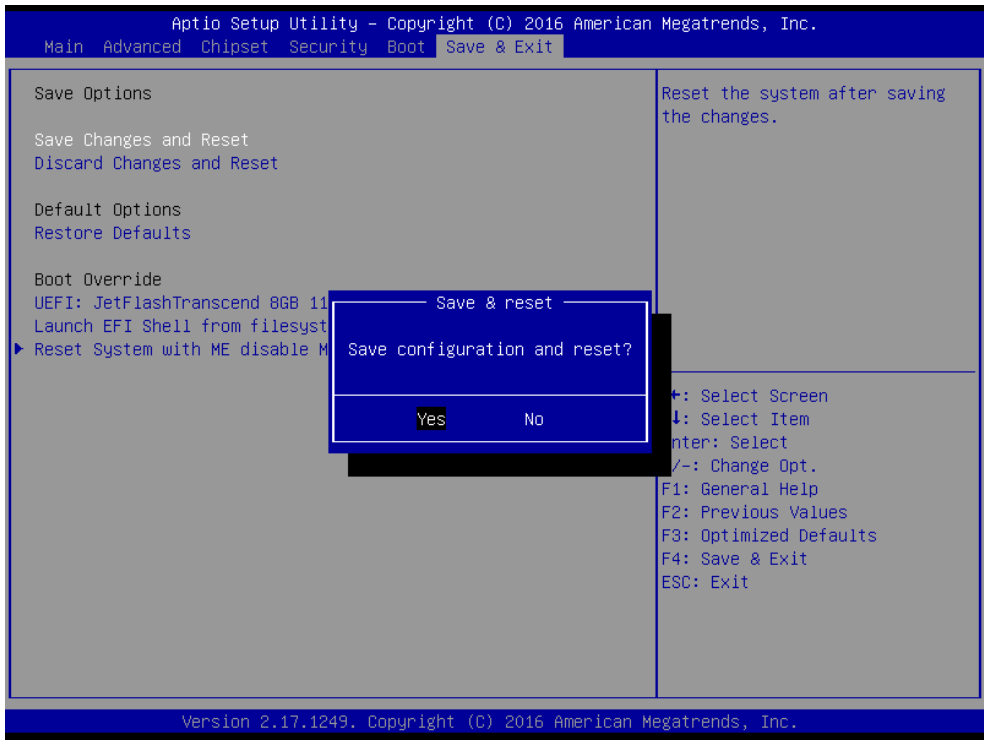 Aptio Setup Utility – Copyright (C) 2016 American Megatrends, Inc.
Main Advanced Chipset Security Boot Save & Exit
Save Options
Save Changes and Reset
Discard Changes and Reset
Default Options
Restore Defaults
Boot Override
UEFI: JetFlashTranscend 8GB 11
Launch EFI Shell from filesyst
Reset System with ME disable M
Save & reset
Save configuration and reset?
Yes No
Reset the system after saving
the changes.
: Select Screen
: Select Item
nter: Select
/-: Change Opt.
F1: General Help
F2: Previous Values
F3: Optimized Defaults
F4: Save & Exit
ESC: Exit
Version 2.17.1249. Copyright (C) 2016 American Megatrends, Inc.